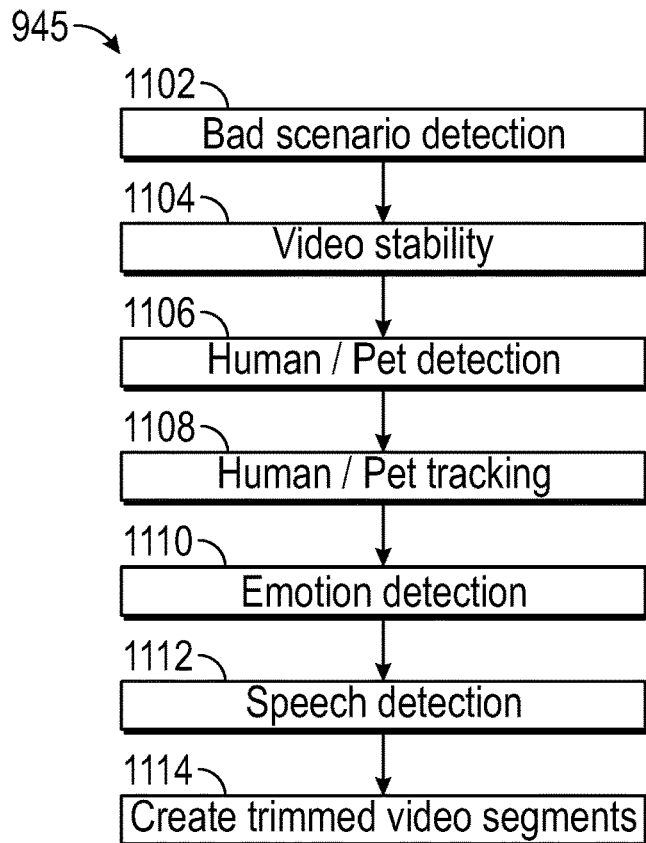 945
1102
Bad scenario detection
1104
Video stability
1106
Human / Pet detection
1108
Human / Pet tracking
1110
Emotion detection
1112
Speech detection
1114
Create trimmed video segments